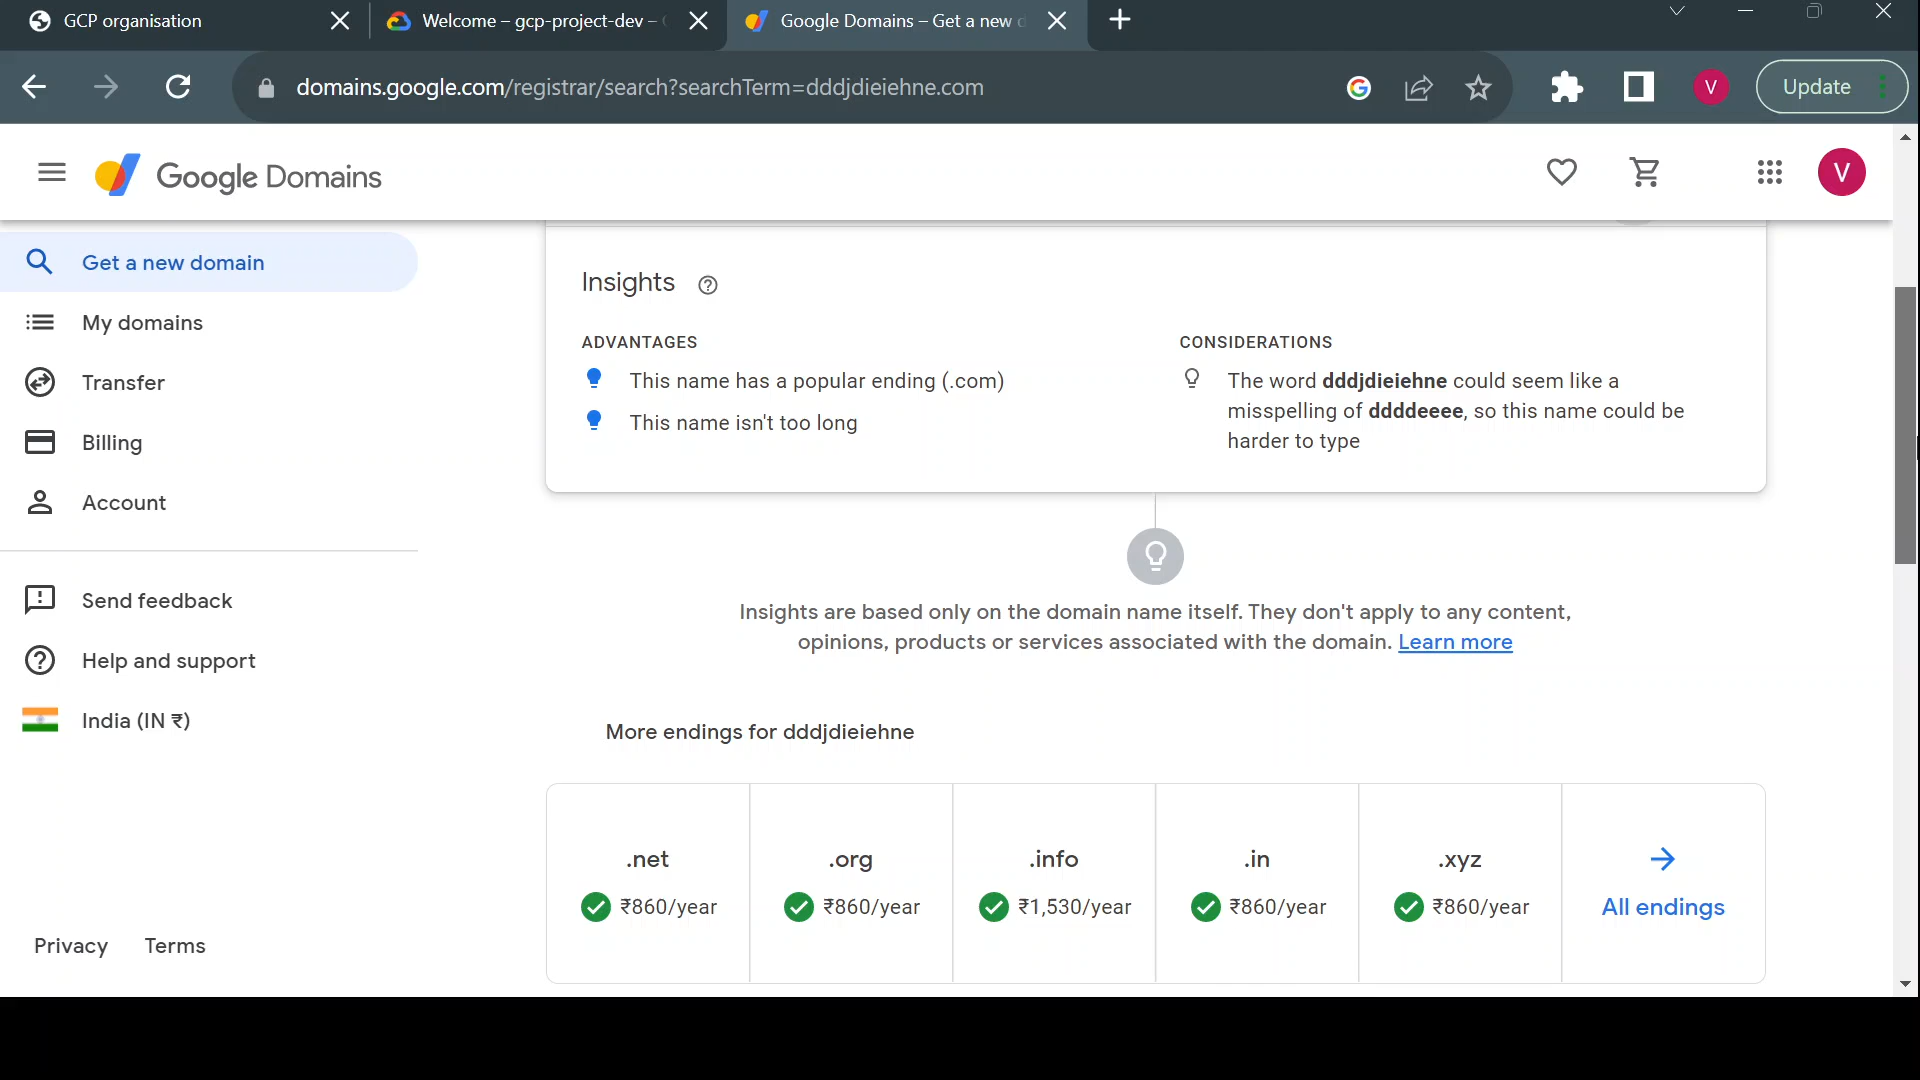 GCP organisation
Welcome – gcp-project-dev –
Google Domains – Get a new
domains.google.com/registrar/search?searchTerm=dddjdieiehne.com
V
Update
Google Domains
V
Get a new domain
My domains
Transfer
Billing
Account
Send feedback
Help and support
India (IN ₹)
Privacy Terms
Insights
ADVANTAGES
This name has a popular ending (.com)
This name isn't too long
CONSIDERATIONS
The word dddjdieiehne could seem like a
misspelling of ddddeeee, so this name could be
harder to type
Insights are based only on the domain name itself. They don't apply to any content,
opinions, products or services associated with the domain. Learn more
More endings for dddjdieiehne
.net
₹860/year
.org
₹860/year
.info
₹1,530/year
.in
₹860/year
.xyz
₹860/year
All endings